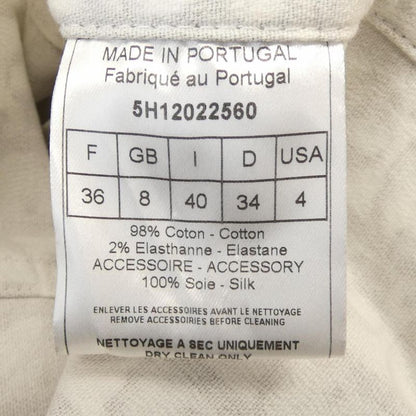 MADE IN PORTUGAL
Fabriqué au Portugal
5H12022560
F GB I D USA
36 8 40 34 4
98% Coton - Cotton
2% Elasthanne - Elastane
ACCESSOIRE - ACCESSORY
100% Soie - Silk
ENLEVER LES ACCESSOIRES AVANT LE NETTOYAGE
REMOVE ACCESSORIES BEFORE CLEANING
NETTOYAGE A SEC UNIQUEMENT
DRY CLEAN ONLY